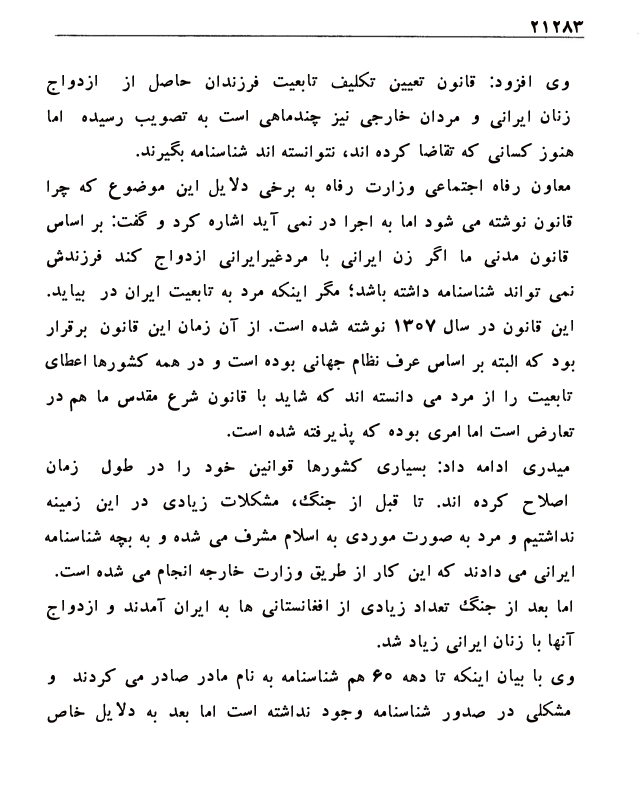 ۲۱۲۸۳
وی افزود: قانون تعیین تکلیف تابعیت فرزندان حاصل از ازدواج
زنان ایرانی و مردان خارجی نیز چندماهی است به تصویب رسیده اما
هنوز کسانی که تقاضا کرده اند، نتوانسته اند شناسنامه بگیرند.
معاون رفاه اجتماعی وزارت رفاه به برخی دلایل این موضوع که چرا
قانون نوشته می شود اما به اجرا در نمی آید اشاره کرد و گفت: بر اساس
قانون مدنی ما اگر زن ایرانی با مردغیرایرانی ازدواج کند فرزندش
نمی تواند شناسنامه داشته باشد؛ مگر اینکه مرد به تابعیت ایران در بیاید.
این قانون در سال ۱۳۰۷ نوشته شده است. از آن زمان این قانون برقرار
بود که البته بر اساس عرف نظام جهانی بوده است و در همه کشورها اعطای
تابعیت را از مرد می دانسته اند که شاید با قانون شرع مقدس ما هم در
تعارض است اما امری بوده که پذیرفته شده است.
میدری ادامه داد: بسیاری کشورها قوانین خود را در طول زمان
اصلاح کرده اند. تا قبل از جنگ، مشکلات زیادی در این زمینه
نداشتیم و مرد به صورت موردی به اسلام مشرف می شده و به بچه شناسنامه
ایرانی می دادند که این کار از طریق وزارت خارجه انجام می شده است.
اما بعد از جنگ تعداد زیادی از افغانستانی ها به ایران آمدند و ازدواج
آنها با زنان ایرانی زیاد شد.
وی با بیان اینکه تا دهه ۶۰ هم شناسنامه به نام مادر صادر می کردند و
مشکلی در صدور شناسنامه وجود نداشته است اما بعد به دلایل خاص